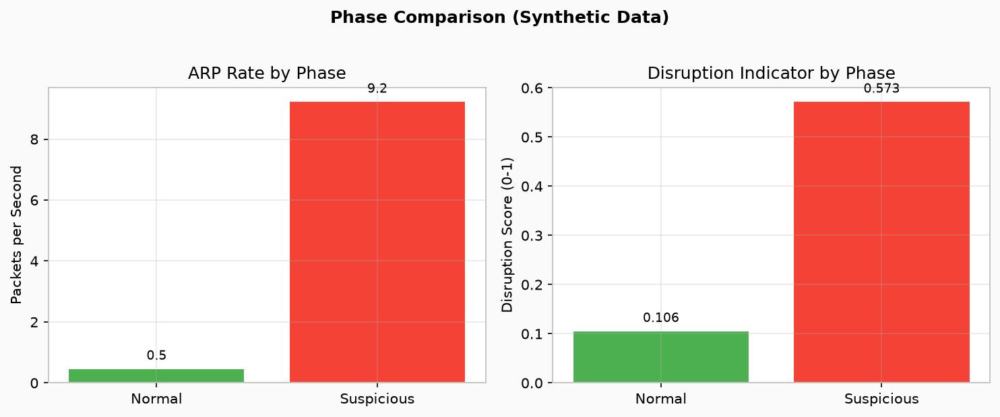 Phase Comparison (Synthetic Data)
ARP Rate by Phase
9.2
8
6
4
2
0
Packets per Second
0.5
Normal
Suspicious
Disruption Indicator by Phase
0.573
0.6
0.5
0.4
0.3
0.2
0.1
0.0
Disruption Score (0-1)
0.106
Normal
Suspicious